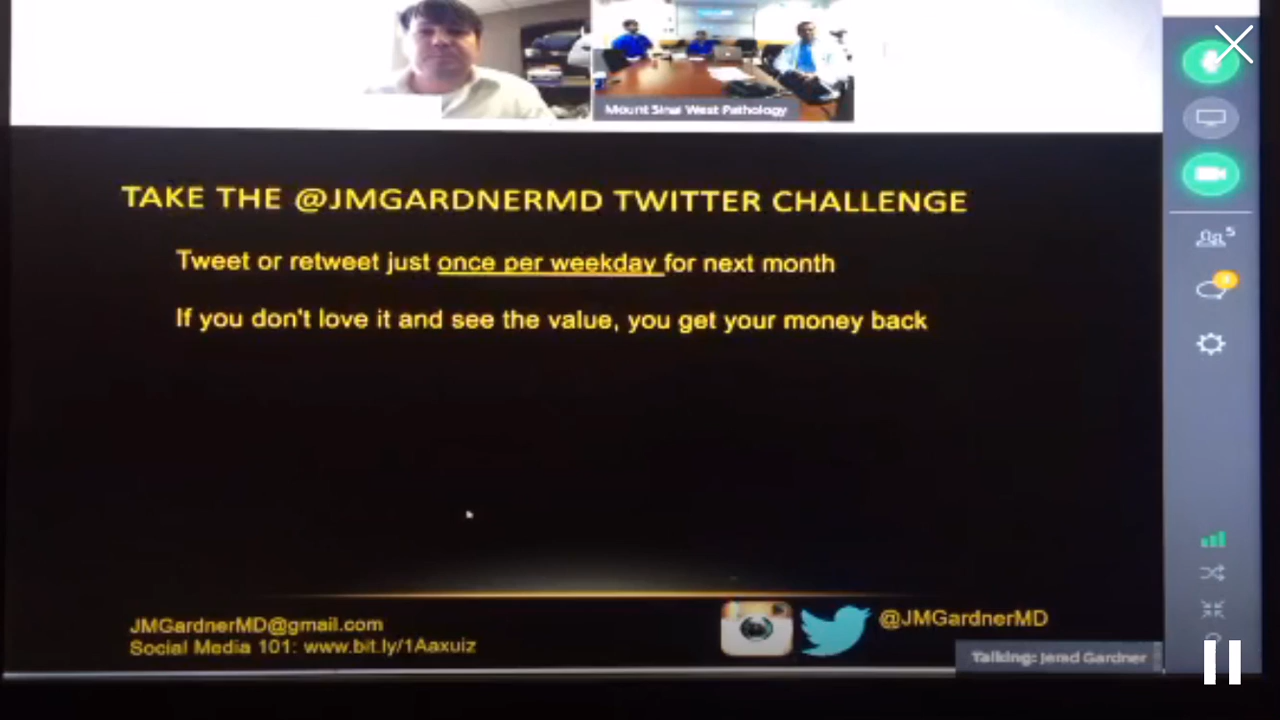 Mount Sinai West Pathology
TAKE THE @JMGARDNERMD TWITTER CHALLENGE
Tweet or retweet just once per weekday for next month
If you don't love it and see the value, you get your money back
5
JMGardnerMD@gmail.com
Social Media 101: www.bit.ly/1Aaxuiz
@JMGardnerMD
Talking: Jerad Gardner